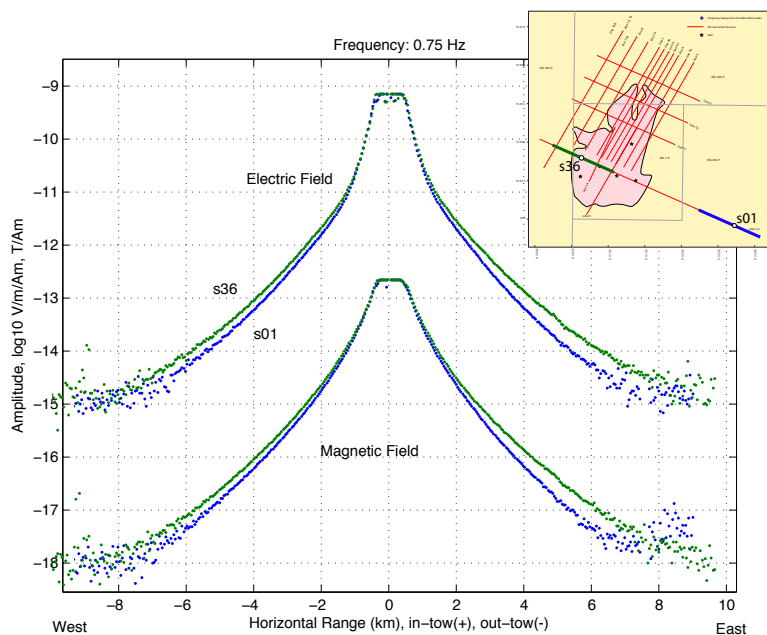 Frequency: 0.75 Hz
s36
s01
−9
−10
−11
−12
−13
−14
−15
−16
−17
−18
Amplitude, log10 V/m/Am, T/Am
Electric Field
s36
s01
Magnetic Field
−8
−6
−4
−2
0
2
4
6
8
10
West
Horizontal Range (km), in−tow(+), out−tow(-)
East